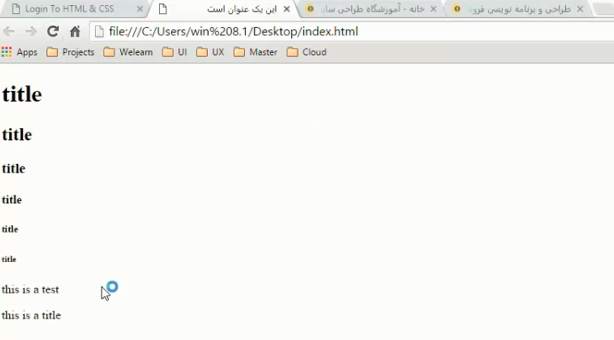 Login To HTML & CSS
این یک عنوان است
خانه - آموزشگاه طراحی سای
طراحی و برنامه نویسی فرو
file:///C:/Users/win%208.1/Desktop/index.html
Apps Projects Welearn UI UX Master Cloud
title
title
title
title
title
title
this is a test
this is a title